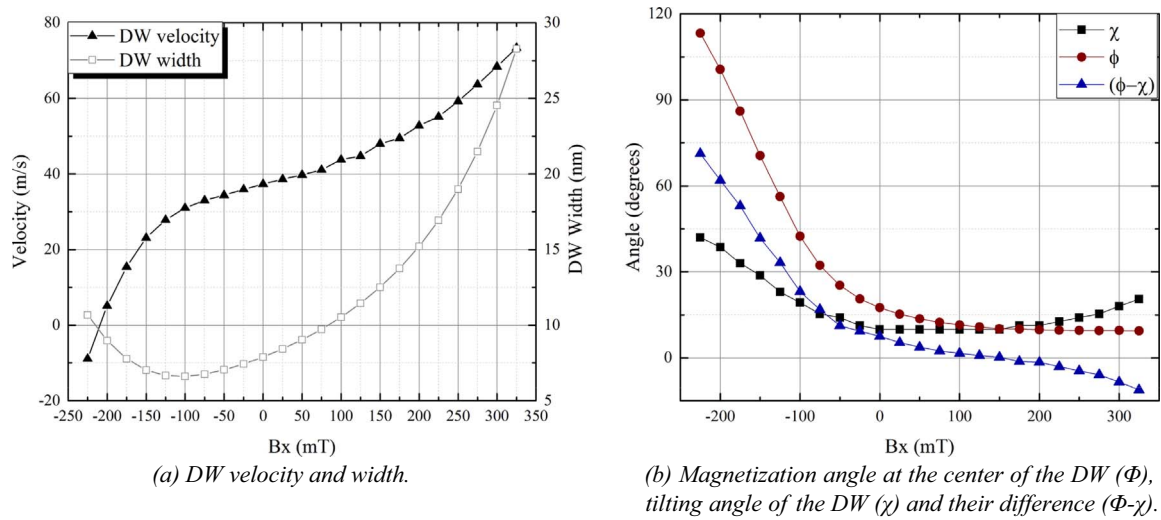 80
60
40
20
0
-20
Velocity (m/s)
DW velocity
DW width
30
25
20
15
10
5
DW Width (nm)
-250 -200 -150 -100 -50 0 50 100 150 200 250 300 350
Bx (mT)
(a) DW velocity and width.
120
90
60
30
0
Angle (degrees)
χ
ϕ
(ϕ−χ)
-200 -100 0 100 200 300
Bx (mT)
(b) Magnetization angle at the center of the DW (Φ),
tilting angle of the DW (χ) and their difference (Φ-χ).